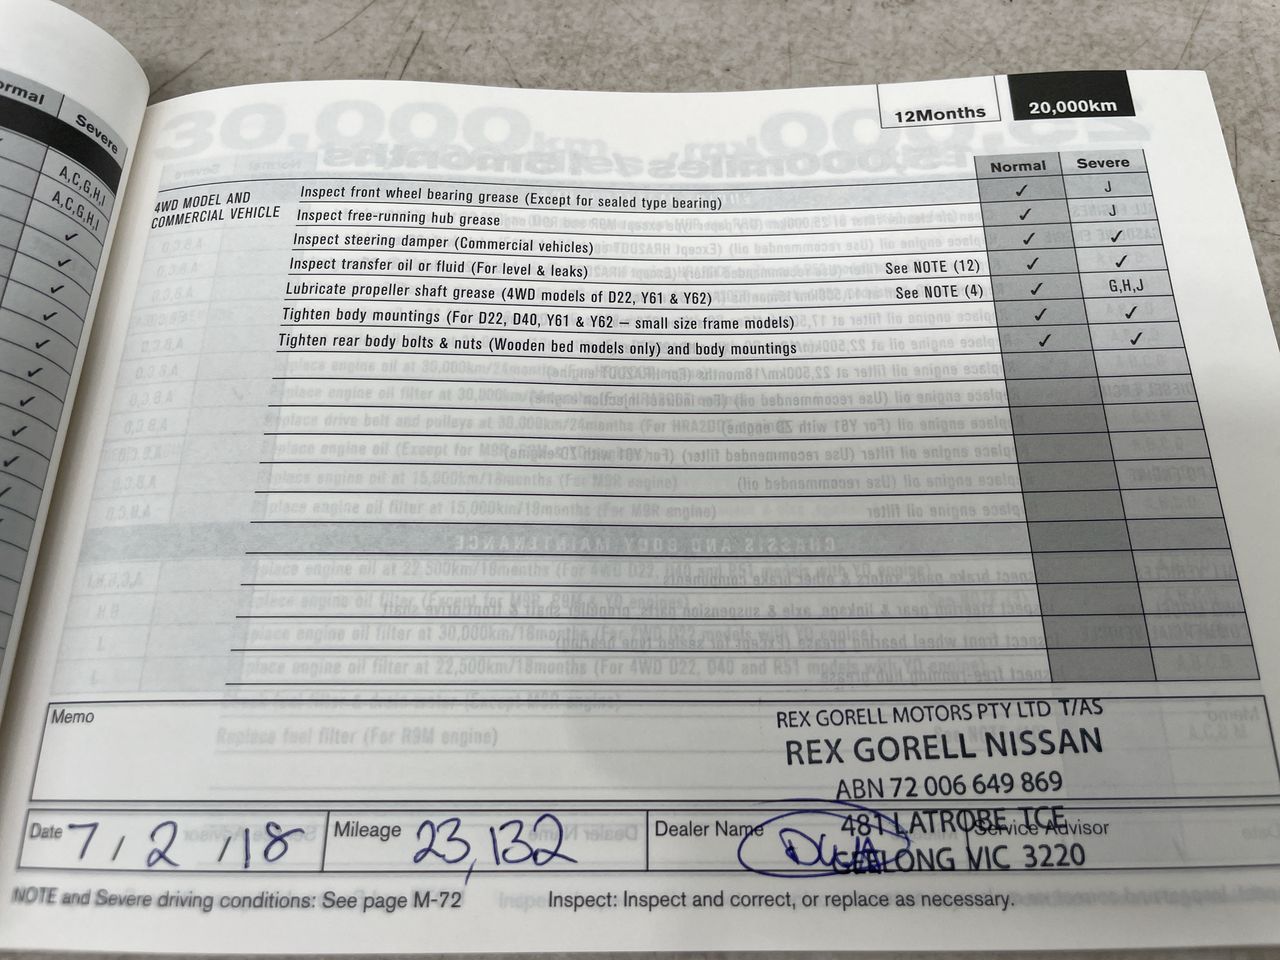 ormal
Severe
A,C,G,H,I
A,C,G,H,I
✓
✓
✓
✓
✓
✓
✓
✓
✓
12Months
20,000km
Normal
Severe
4WD MODEL AND
COMMERCIAL VEHICLE
Inspect front wheel bearing grease (Except for sealed type bearing) ✓ J
Inspect free-running hub grease ✓ J
Inspect steering damper (Commercial vehicles) ✓ ✓
Inspect transfer oil or fluid (For level & leaks) See NOTE (12) ✓ ✓
Lubricate propeller shaft grease (4WD models of D22, Y61 & Y62) See NOTE (4) ✓ G,H,J
Tighten body mountings (For D22, D40, Y61 & Y62 – small size frame models) ✓ ✓
Tighten rear body bolts & nuts (Wooden bed models only) and body mountings ✓ ✓
Memo
REX GORELL MOTORS PTY LTD T/AS
REX GORELL NISSAN
ABN 72 006 649 869
481 LATROBE TCE
GEELONG VIC 3220
Date 7/2/18
Mileage 23,132
Dealer Name
Service Advisor
NOTE and Severe driving conditions: See page M-72
Inspect: Inspect and correct, or replace as necessary.